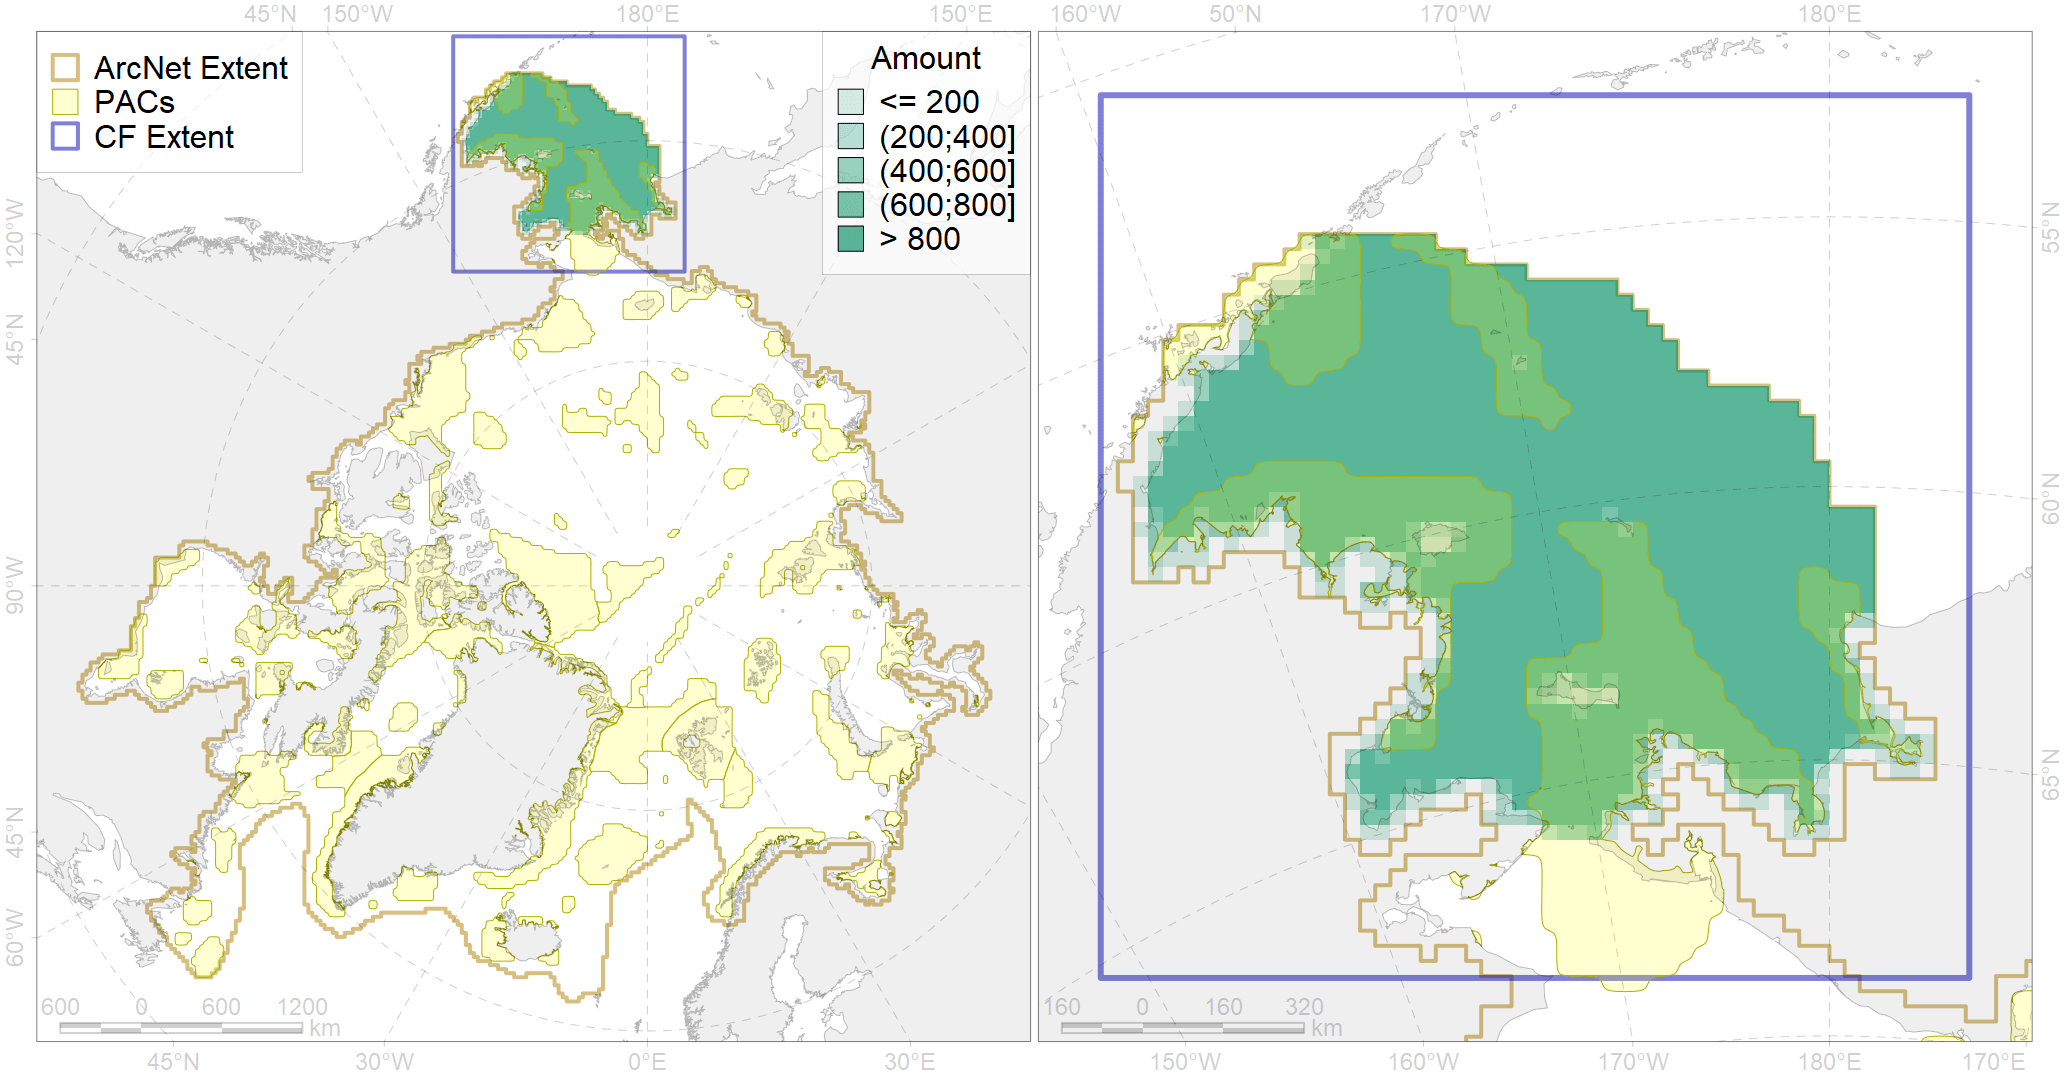 45°N 150°W 180°E 150°E 160°W 50°N 170°W 180°E
ArcNet Extent
PACs
CF Extent
Amount
<= 200
(200;400]
(400;600]
(600;800]
> 800
120°W
45°N
90°W
45°N
60°W
55°N
60°N
65°N
600 0 600 1200
km
160 0 160 320
km
45°N 30°W 0°E 30°E 150°W 160°W 170°W 180°E 170°E